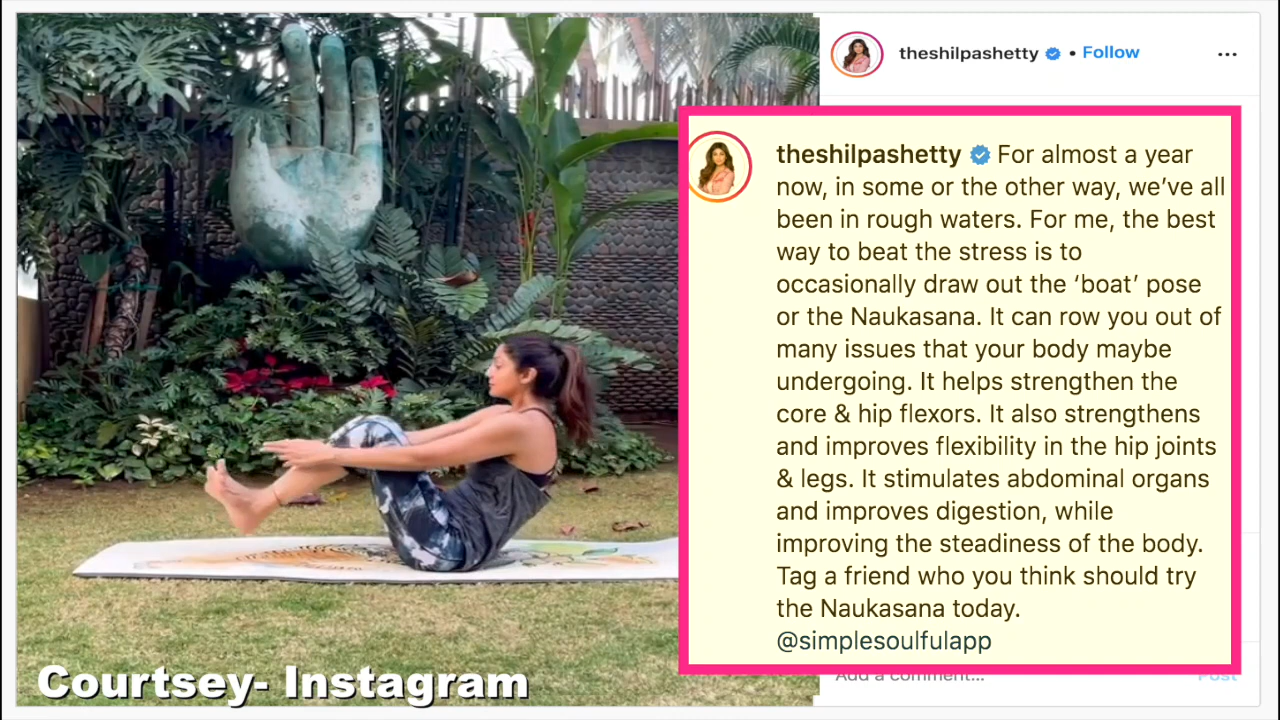 theshilpashetty • Follow
theshilpashetty For almost a year
now, in some or the other way, we’ve all
been in rough waters. For me, the best
way to beat the stress is to
occasionally draw out the ‘boat’ pose
or the Naukasana. It can row you out of
many issues that your body maybe
undergoing. It helps strengthen the
core & hip flexors. It also strengthens
and improves flexibility in the hip joints
& legs. It stimulates abdominal organs
and improves digestion, while
improving the steadiness of the body.
Tag a friend who you think should try
the Naukasana today.
@simplesoulfulapp
Add a comment... Post
Courtsey- Instagram